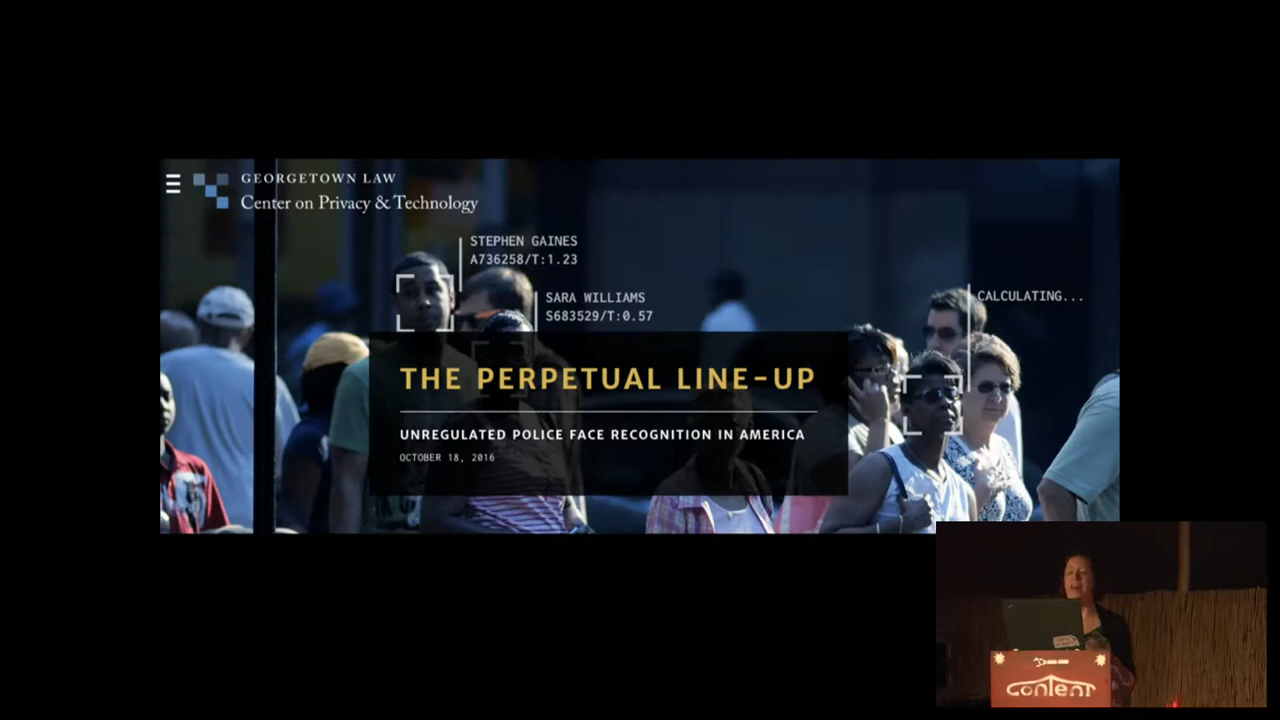 GEORGETOWN LAW
Center on Privacy & Technology
STEPHEN GAINES
A736258/T:1.23
SARA WILLIAMS
S683529/T:0.57
CALCULATING...
THE PERPETUAL LINE-UP
UNREGULATED POLICE FACE RECOGNITION IN AMERICA
OCTOBER 18, 2016
content